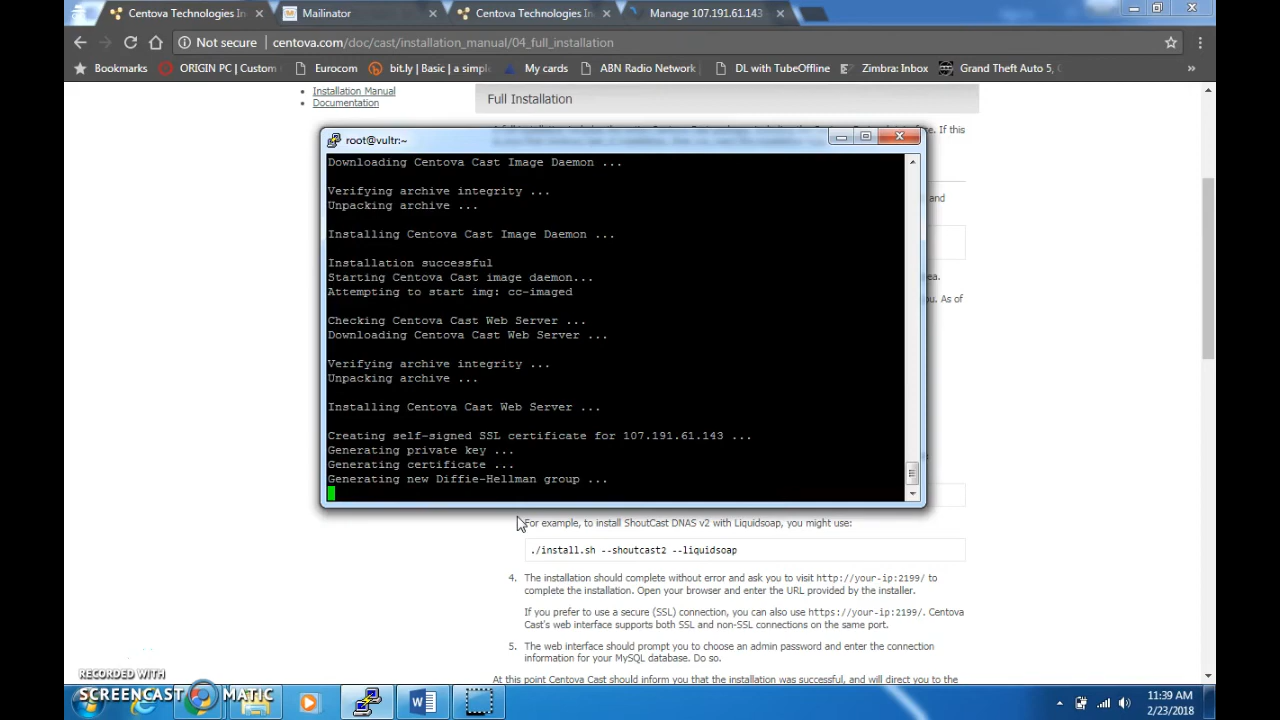 Centova Technologies In
Mailinator
Centova Technologies In
Manage 107.191.61.143
Not secure
centova.com/doc/cast/installation_manual/04_full_installation
Bookmarks
ORIGIN PC | Custom
Eurocom
bit.ly | Basic | a simple
My cards
ABN Radio Network
DL with TubeOffline
Zimbra: Inbox
Grand Theft Auto 5,
»
Installation Manual
Documentation
Full Installation
If this
root@vultr:~
Downloading Centova Cast Image Daemon ...
Verifying archive integrity ...
Unpacking archive ...
and
Installing Centova Cast Image Daemon ...
Installation successful
Starting Centova Cast image daemon...
ea.
Attempting to start img: cc-imaged
ou. As of
Checking Centova Cast Web Server ...
Downloading Centova Cast Web Server ...
Verifying archive integrity ...
Unpacking archive ...
Installing Centova Cast Web Server ...
Creating self-signed SSL certificate for 107.191.61.143 ...
Generating private key ...
Generating certificate ...
Generating new Diffie-Hellman group ...
For example, to install ShoutCast DNAS v2 with Liquidsoap, you might use:
./install.sh --shoutcast2 --liquidsoap
4. The installation should complete without error and ask you to visit http://your-ip:2199/ to
complete the installation. Open your browser and enter the URL provided by the installer.
If you prefer to use a secure (SSL) connection, you can also use https://your-ip:2199/. Centova
Cast's web interface supports both SSL and non-SSL connections on the same port.
5. The web interface should prompt you to choose an admin password and enter the connection
information for your MySQL database. Do so.
At this point Centova Cast should inform you that the installation was successful, and will direct you to the
RECORDED WITH
SCREENCAST MATIC
11:39 AM
2/23/2018